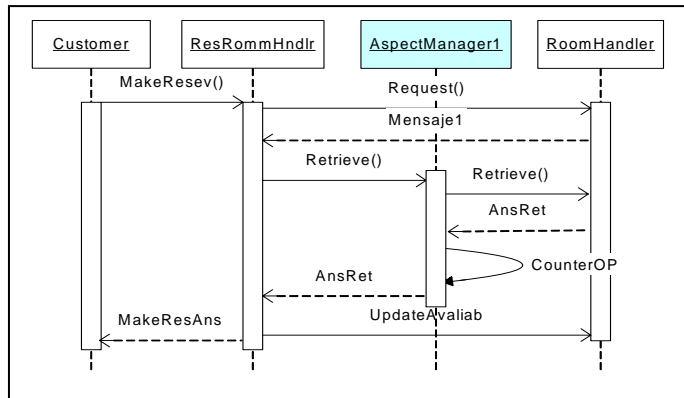 Customer
ResRommHndlr
AspectManager1
RoomHandler
MakeResev()
Request()
Mensaje1
Retrieve()
Retrieve()
AnsRet
CounterOP
AnsRet
UpdateAvaliab
MakeResAns